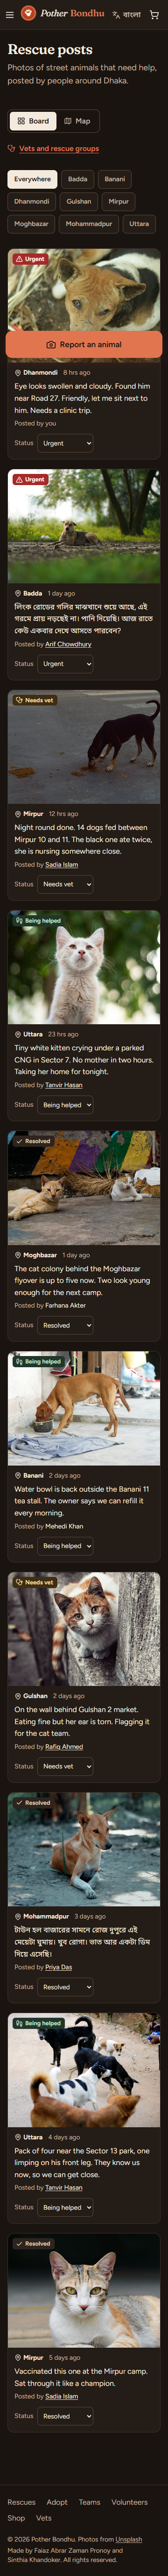 Pother Bondhu
বাংলা
Rescue posts
Photos of street animals that need help,
posted by people around Dhaka.
Board
Map
Vets and rescue groups
Everywhere
Badda
Banani
Dhanmondi
Gulshan
Mirpur
Moghbazar
Mohammadpur
Uttara
Urgent
Report an animal
Dhanmondi 8 hrs ago
Eye looks swollen and cloudy. Found him
near Road 27. Friendly, let me sit next to
him. Needs a clinic trip.
Posted by you
Status Urgent
Urgent
Badda 1 day ago
লিংক রোডের গলির মাঝখানে শুয়ে আছে, এই
গরমে প্রায় নড়ছেই না। পানি দিয়েছি। আজ রাতে
কেউ একবার দেখে আসতে পারবেন?
Posted by Arif Chowdhury
Status Urgent
Needs vet
Mirpur 12 hrs ago
Night round done. 14 dogs fed between
Mirpur 10 and 11. The black one ate twice,
she is nursing somewhere close.
Posted by Sadia Islam
Status Needs vet
Being helped
Uttara 23 hrs ago
Tiny white kitten crying under a parked
CNG in Sector 7. No mother in two hours.
Taking her home for tonight.
Posted by Tanvir Hasan
Status Being helped
Resolved
Moghbazar 1 day ago
The cat colony behind the Moghbazar
flyover is up to five now. Two look young
enough for the next camp.
Posted by Farhana Akter
Status Resolved
Being helped
Banani 2 days ago
Water bowl is back outside the Banani 11
tea stall. The owner says we can refill it
every morning.
Posted by Mehedi Khan
Status Being helped
Needs vet
Gulshan 2 days ago
On the wall behind Gulshan 2 market.
Eating fine but her ear is torn. Flagging it
for the cat team.
Posted by Rafiq Ahmed
Status Needs vet
Resolved
Mohammadpur 3 days ago
টাউন হল বাজারের সামনে রোজ দুপুরে এই
মেয়েটা ঘুমায়। খুব রোগা। ভাত আর একটা ডিম
দিয়ে এসেছি।
Posted by Priya Das
Status Resolved
Being helped
Uttara 4 days ago
Pack of four near the Sector 13 park, one
limping on his front leg. They know us
now, so we can get close.
Posted by Tanvir Hasan
Status Being helped
Resolved
Mirpur 5 days ago
Vaccinated this one at the Mirpur camp.
Sat through it like a champion.
Posted by Sadia Islam
Status Resolved
Rescues Adopt Teams Volunteers
Shop Vets
© 2026 Pother Bondhu. Photos from Unsplash
Made by Faiaz Abrar Zaman Pronoy and
Sinthia Khandoker. All rights reserved.